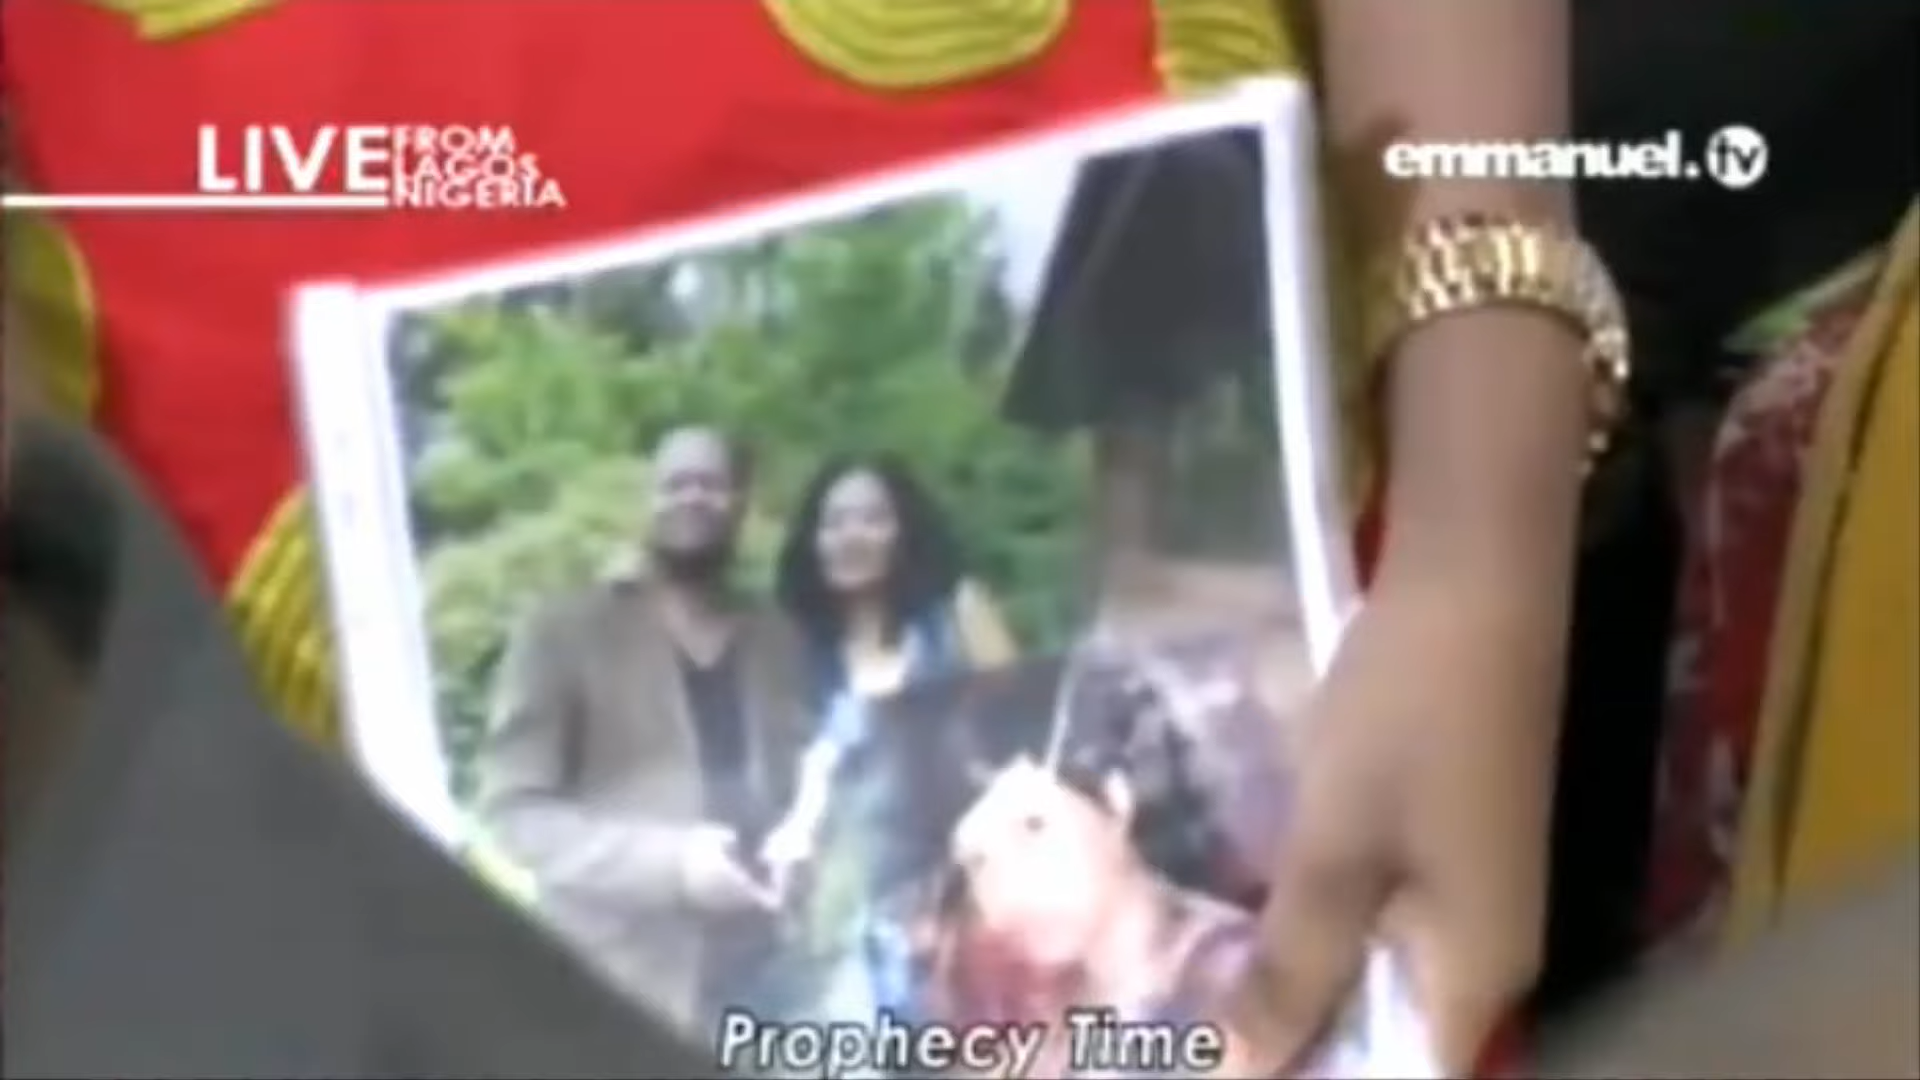 LIVE FROM
LAGOS
NIGERIA
emmanuel.tv
Prophecy Time